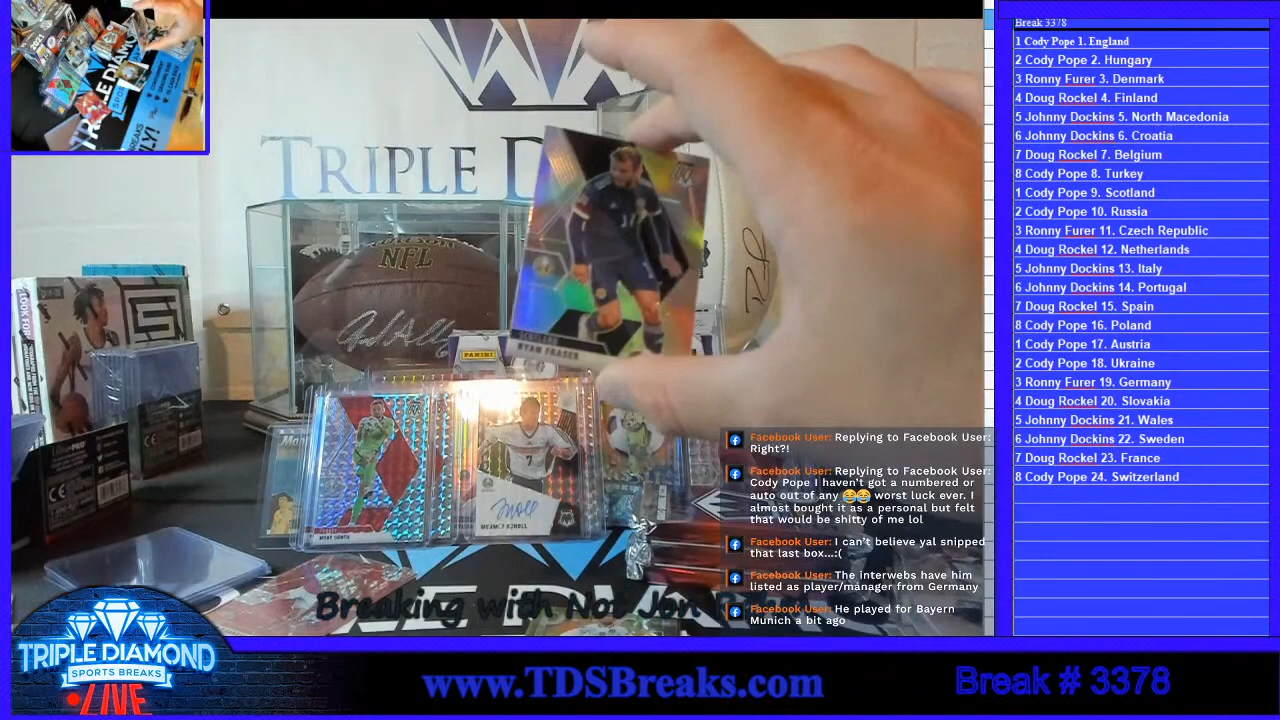 2021
TRIPLE D
NFL
PANINI
SCOTLAND
RYAN FRASER
7
MEHMET SCHOLL
Breaking with Not Jon
Facebook User: Replying to Facebook User:
Right?!
Facebook User: Replying to Facebook User:
Cody Pope I haven't got a numbered or
auto out of any 😂😂 worst luck ever. I
almost bought it as a personal but felt
that would be shitty of me lol
Facebook User: I can't believe yal snipped
that last box...:(
Facebook User: The interwebs have him
listed as player/manager from Germany
Facebook User: He played for Bayern
Munich a bit ago
TRIPLE DIAMOND
SPORTS BREAKS
LIVE
www.TDSBreaks.com
Break # 3378
Break 3378
1 Cody Pope 1. England
2 Cody Pope 2. Hungary
3 Ronny Furer 3. Denmark
4 Doug Rockel 4. Finland
5 Johnny Dockins 5. North Macedonia
6 Johnny Dockins 6. Croatia
7 Doug Rockel 7. Belgium
8 Cody Pope 8. Turkey
1 Cody Pope 9. Scotland
2 Cody Pope 10. Russia
3 Ronny Furer 11. Czech Republic
4 Doug Rockel 12. Netherlands
5 Johnny Dockins 13. Italy
6 Johnny Dockins 14. Portugal
7 Doug Rockel 15. Spain
8 Cody Pope 16. Poland
1 Cody Pope 17. Austria
2 Cody Pope 18. Ukraine
3 Ronny Furer 19. Germany
4 Doug Rockel 20. Slovakia
5 Johnny Dockins 21. Wales
6 Johnny Dockins 22. Sweden
7 Doug Rockel 23. France
8 Cody Pope 24. Switzerland